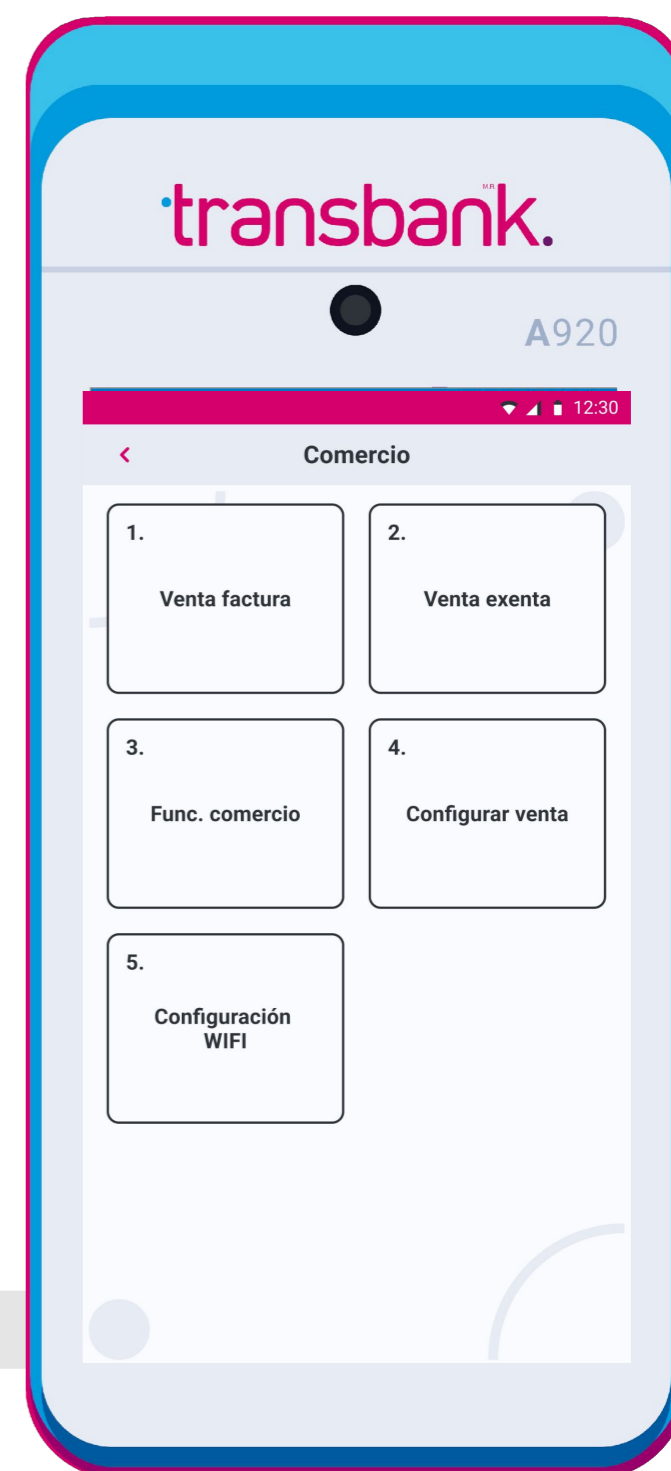 transbank.
M.R.
A920
12:30
Comercio
1.
Venta factura
2.
Venta exenta
3.
Func. comercio
4.
Configurar venta
5.
Configuración
WIFI